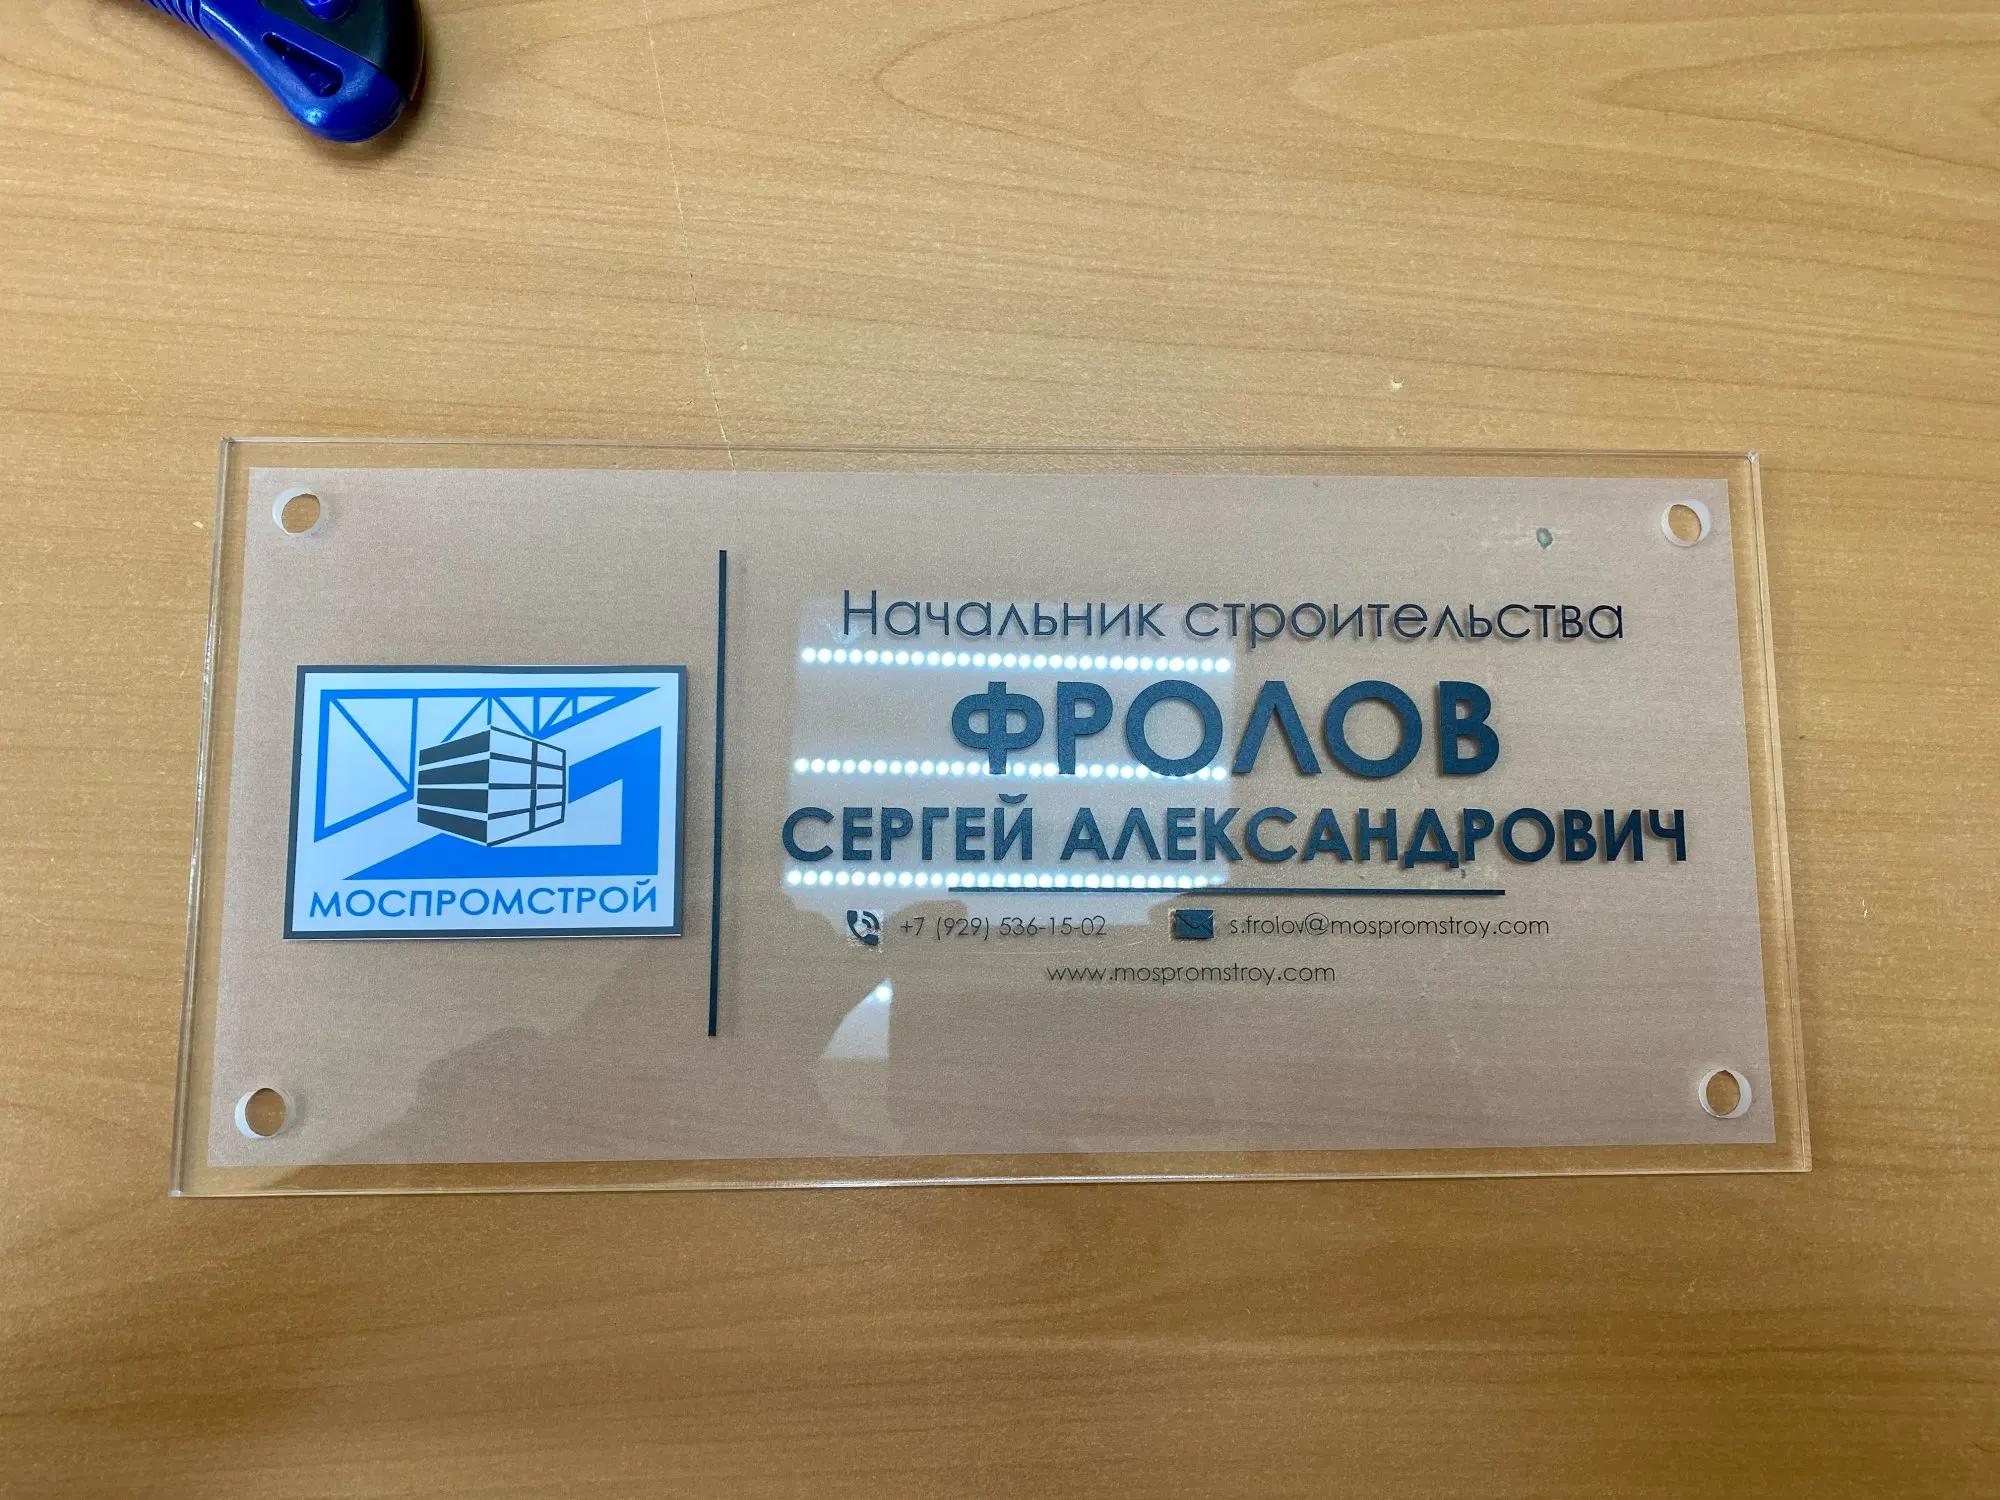 МОСПРОМСТРОЙ
Начальник строительства
ФРОЛОВ
СЕРГЕЙ АЛЕКСАНДРОВИЧ
+7 (929) 536-15-02 s.frolov@mospromstroy.com
www.mospromstroy.com